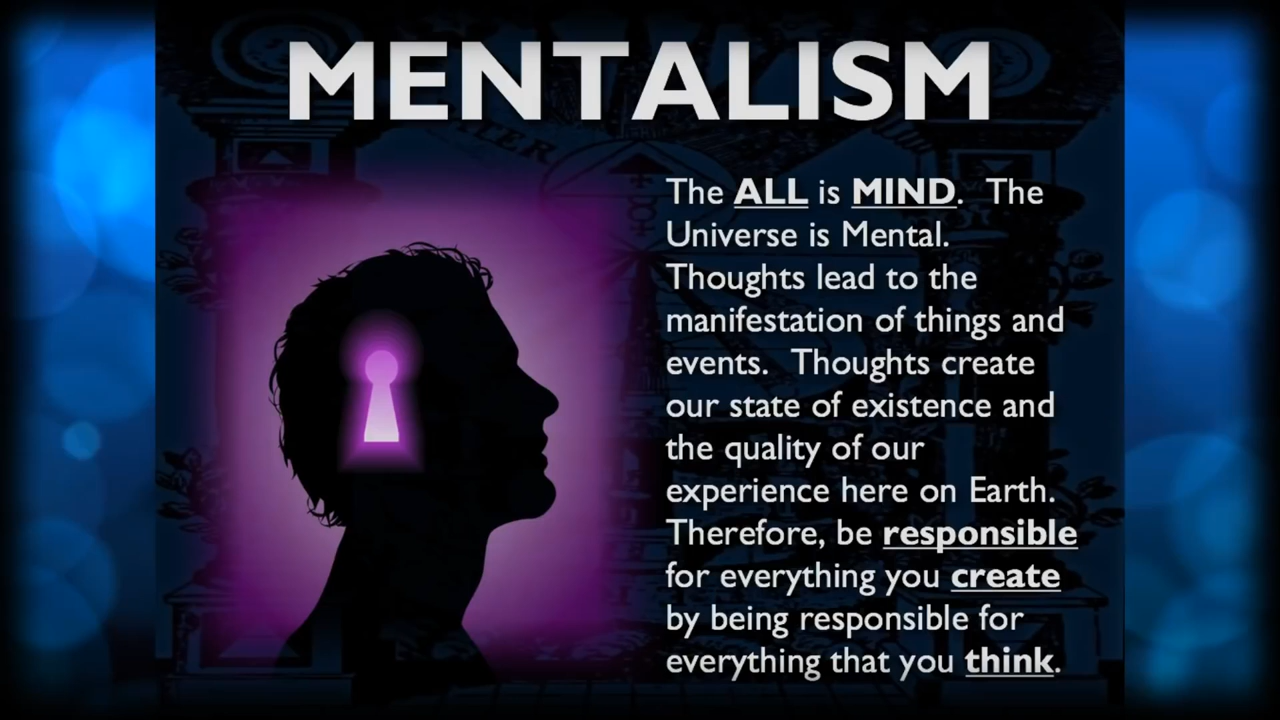 MENTALISM
The ALL is MIND. The
Universe is Mental.
Thoughts lead to the
manifestation of things and
events. Thoughts create
our state of existence and
the quality of our
experience here on Earth.
Therefore, be responsible
for everything you create
by being responsible for
everything that you think.